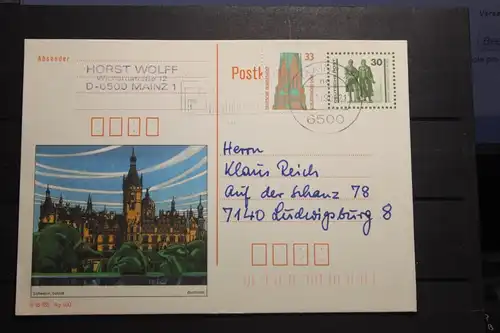 Absender
HORST WOLFF
D-6500 MAINZ 1
Postk
33
30
6500
Herrn
Klaus Reich
Auf der Schanz 78
7140 Ludwigsburg 8